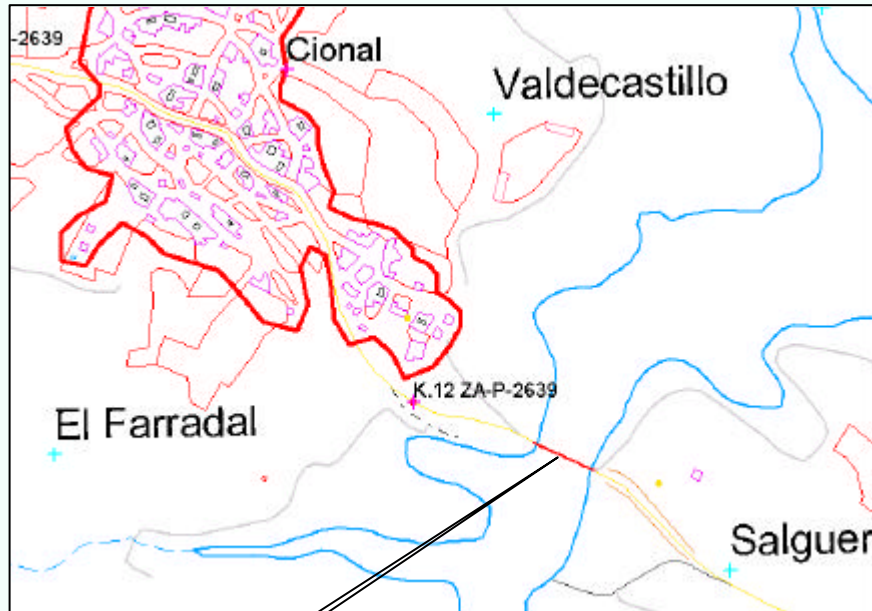 -2639
Cional
Valdecastillo
K.12 ZA-P-2639
El Farradal
Salguer